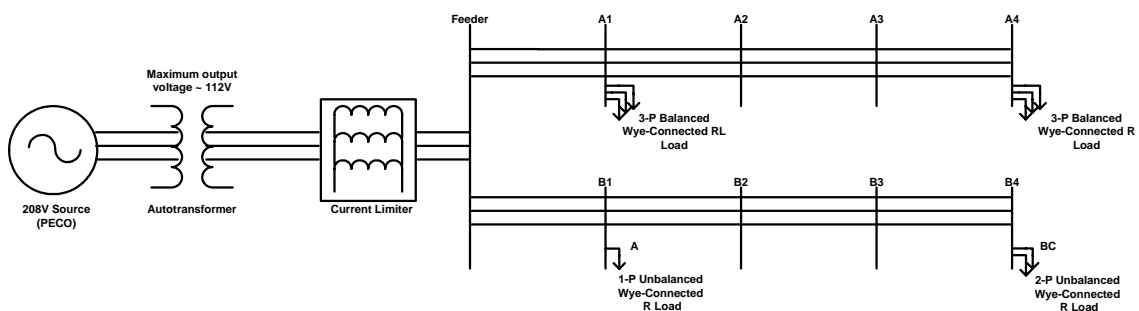 Feeder
A1
A2
A3
A4
Maximum output
voltage ~ 112V
3-P Balanced
Wye-Connected RL
Load
3-P Balanced
Wye-Connected R
Load
208V Source
(PECO)
Autotransformer
Current Limiter
B1
B2
B3
B4
A
BC
1-P Unbalanced
Wye-Connected
R Load
2-P Unbalanced
Wye-Connected
R Load